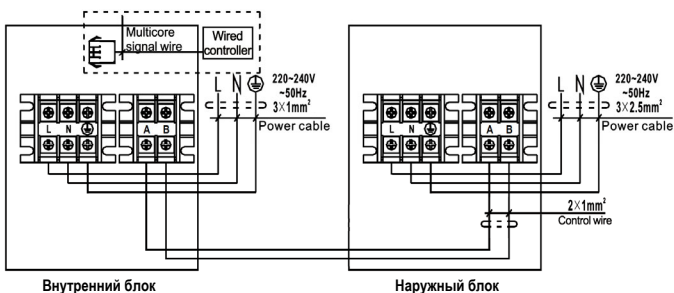 Multicore
signal wire
Wired
controller
L N 220~240V
~50Hz
3×1mm²
Power cable
L N
A B
L N 220~240V
~50Hz
3×2.5mm²
Power cable
L N
A B
2×1mm²
Control wire
Внутренний блок
Наружный блок